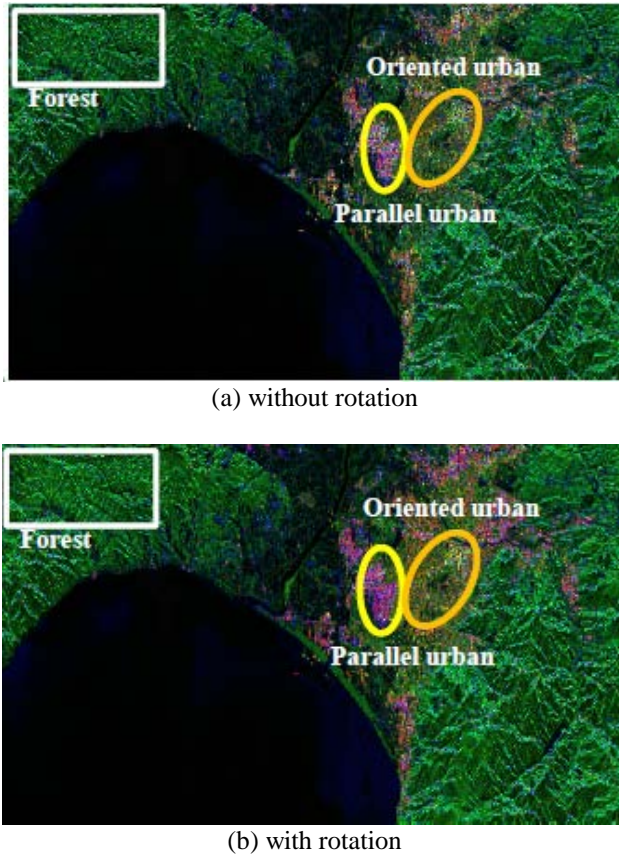 Forest
Oriented urban
Parallel urban
(a) without rotation
Forest
Oriented urban
Parallel urban
(b) with rotation